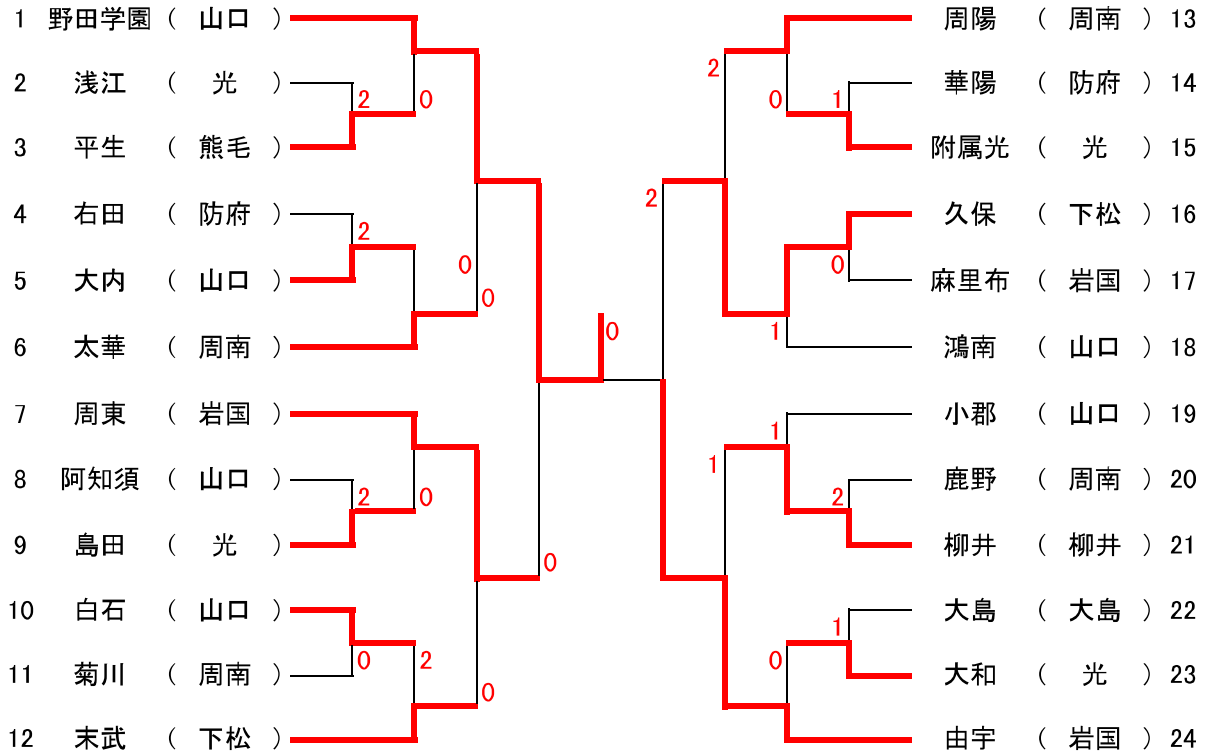 1 野田学園 ( 山口 )
2 浅江 ( 光 )
3 平生 ( 熊毛 )
4 右田 ( 防府 )
5 大内 ( 山口 )
6 太華 ( 周南 )
7 周東 ( 岩国 )
8 阿知須 ( 山口 )
9 島田 ( 光 )
10 白石 ( 山口 )
11 菊川 ( 周南 )
12 末武 ( 下松 )
2
0
2
0
0
2
0
0
0
2
0
0
2
2
0
1
0
1
1
1
2
1
0
周陽 ( 周南 ) 13
華陽 ( 防府 ) 14
附属光 ( 光 ) 15
久保 ( 下松 ) 16
麻里布 ( 岩国 ) 17
鴻南 ( 山口 ) 18
小郡 ( 山口 ) 19
鹿野 ( 周南 ) 20
柳井 ( 柳井 ) 21
大島 ( 大島 ) 22
大和 ( 光 ) 23
由宇 ( 岩国 ) 24